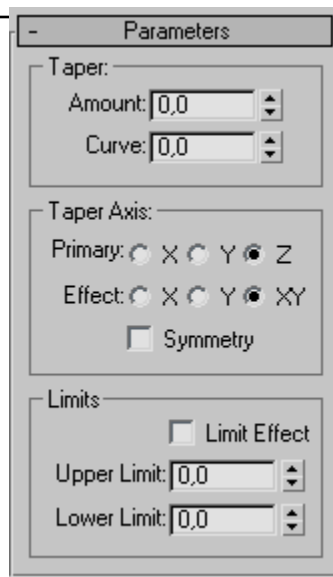 - Parameters
Taper:
Amount: 0,0
Curve: 0,0
Taper Axis:
Primary: X Y Z
Effect: X Y XY
Symmetry
Limits
Limit Effect
Upper Limit: 0,0
Lower Limit: 0,0